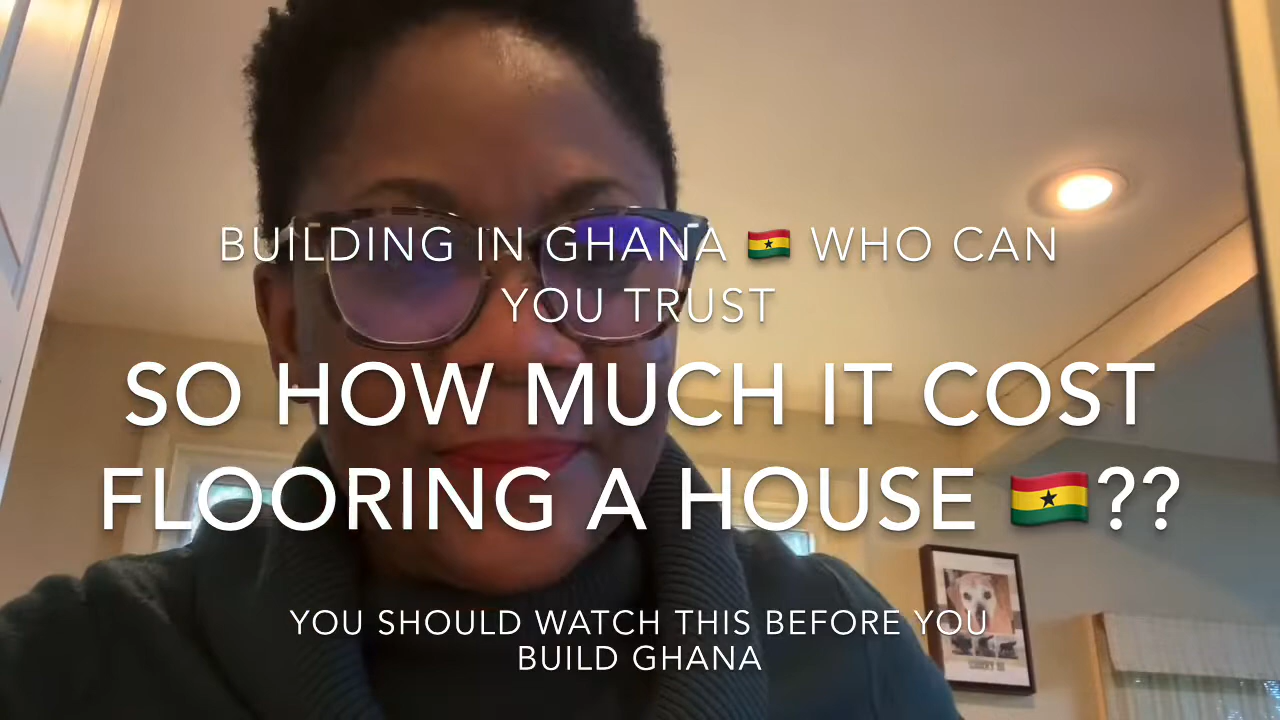 BUILDING IN GHANA 🇬🇭 WHO CAN
YOU TRUST
SO HOW MUCH IT COST
FLOORING A HOUSE 🇬🇭??
YOU SHOULD WATCH THIS BEFORE YOU
BUILD GHANA